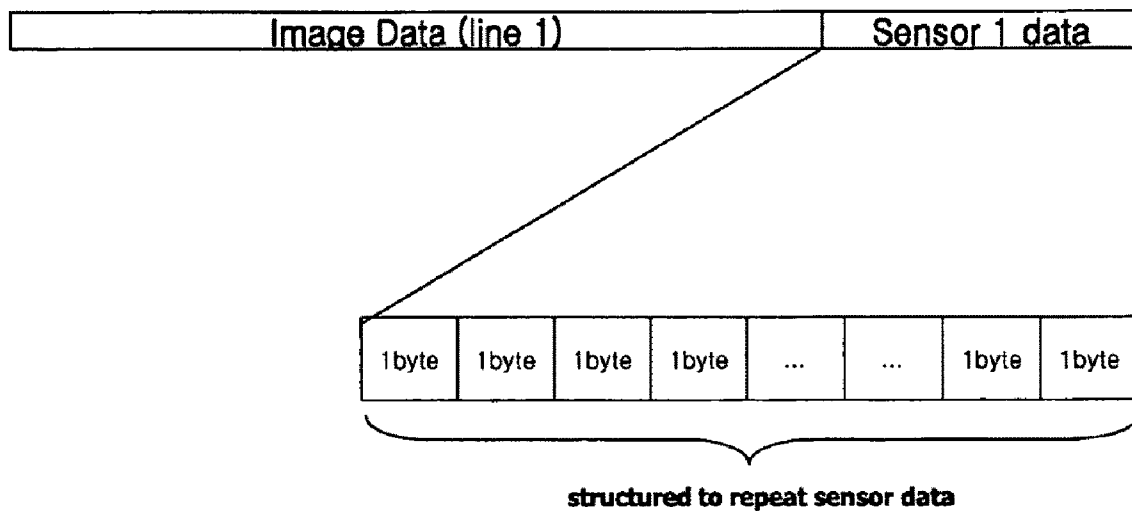 Image Data (line 1) Sensor 1 data
1byte 1byte 1byte 1byte ... ... 1byte 1byte
structured to repeat sensor data